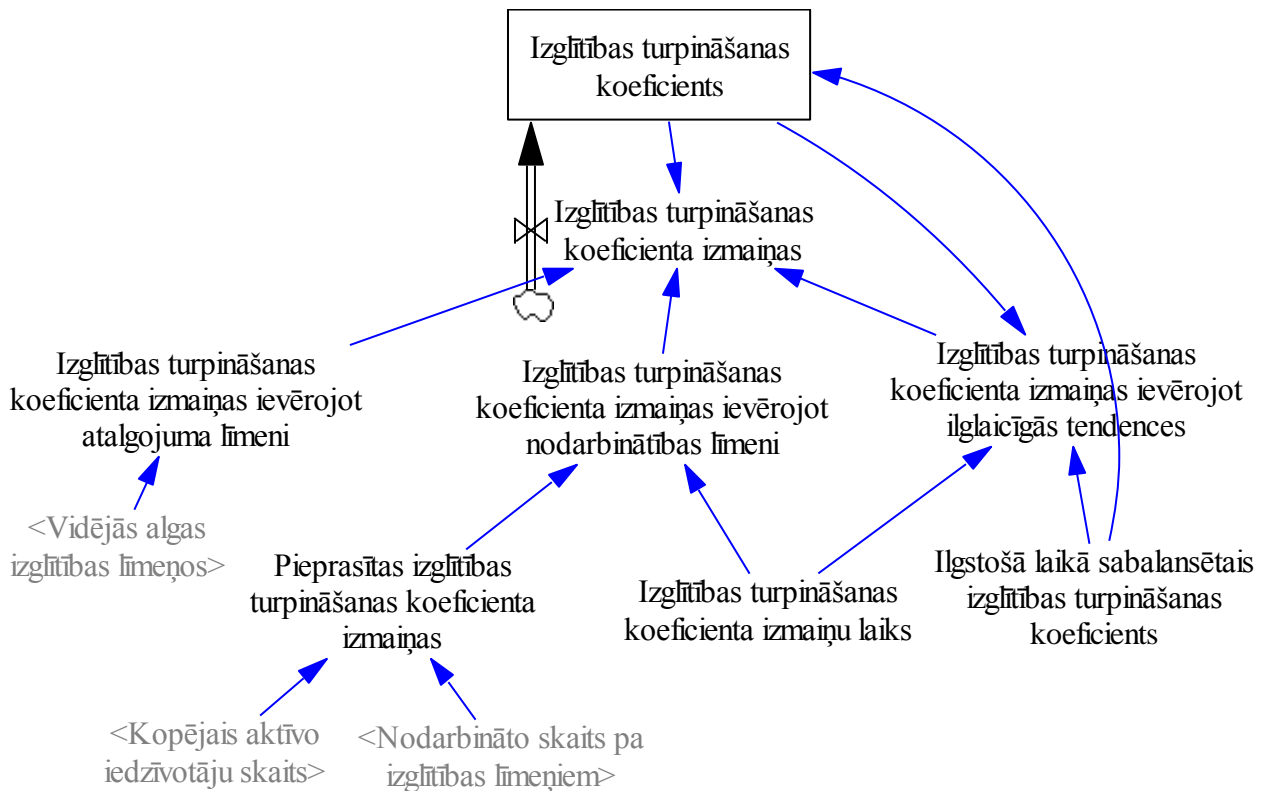 Izglītības turpināšanas
koeficients
Izglītības turpināšanas
koeficienta izmaiņas
Izglītības turpināšanas
koeficienta izmaiņas ievērojot
atalgojuma līmeni
Izglītības turpināšanas
koeficienta izmaiņas ievērojot
nodarbinātības līmeni
Izglītības turpināšanas
koeficienta izmaiņas ievērojot
ilglaicīgās tendences
<Vidējās algas
izglītības līmeņos>
Pieprasītas izglītības
turpināšanas koeficienta
izmaiņas
Izglītības turpināšanas
koeficienta izmaiņu laiks
Ilgstošā laikā sabalansētais
izglītības turpināšanas
koeficients
<Kopējais aktīvo
iedzīvotāju skaits>
<Nodarbināto skaits pa
izglītības līmeņiem>